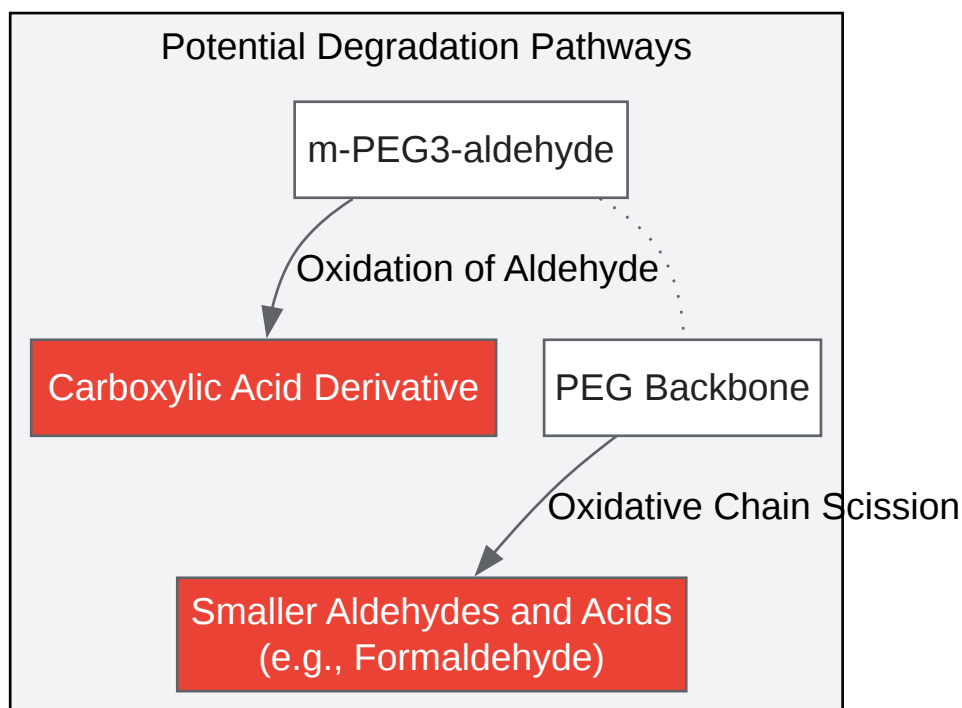 Potential Degradation Pathways
m-PEG3-aldehyde
Oxidation of Aldehyde
Carboxylic Acid Derivative
PEG Backbone
Oxidative Chain Scission
Smaller Aldehydes and Acids
(e.g., Formaldehyde)